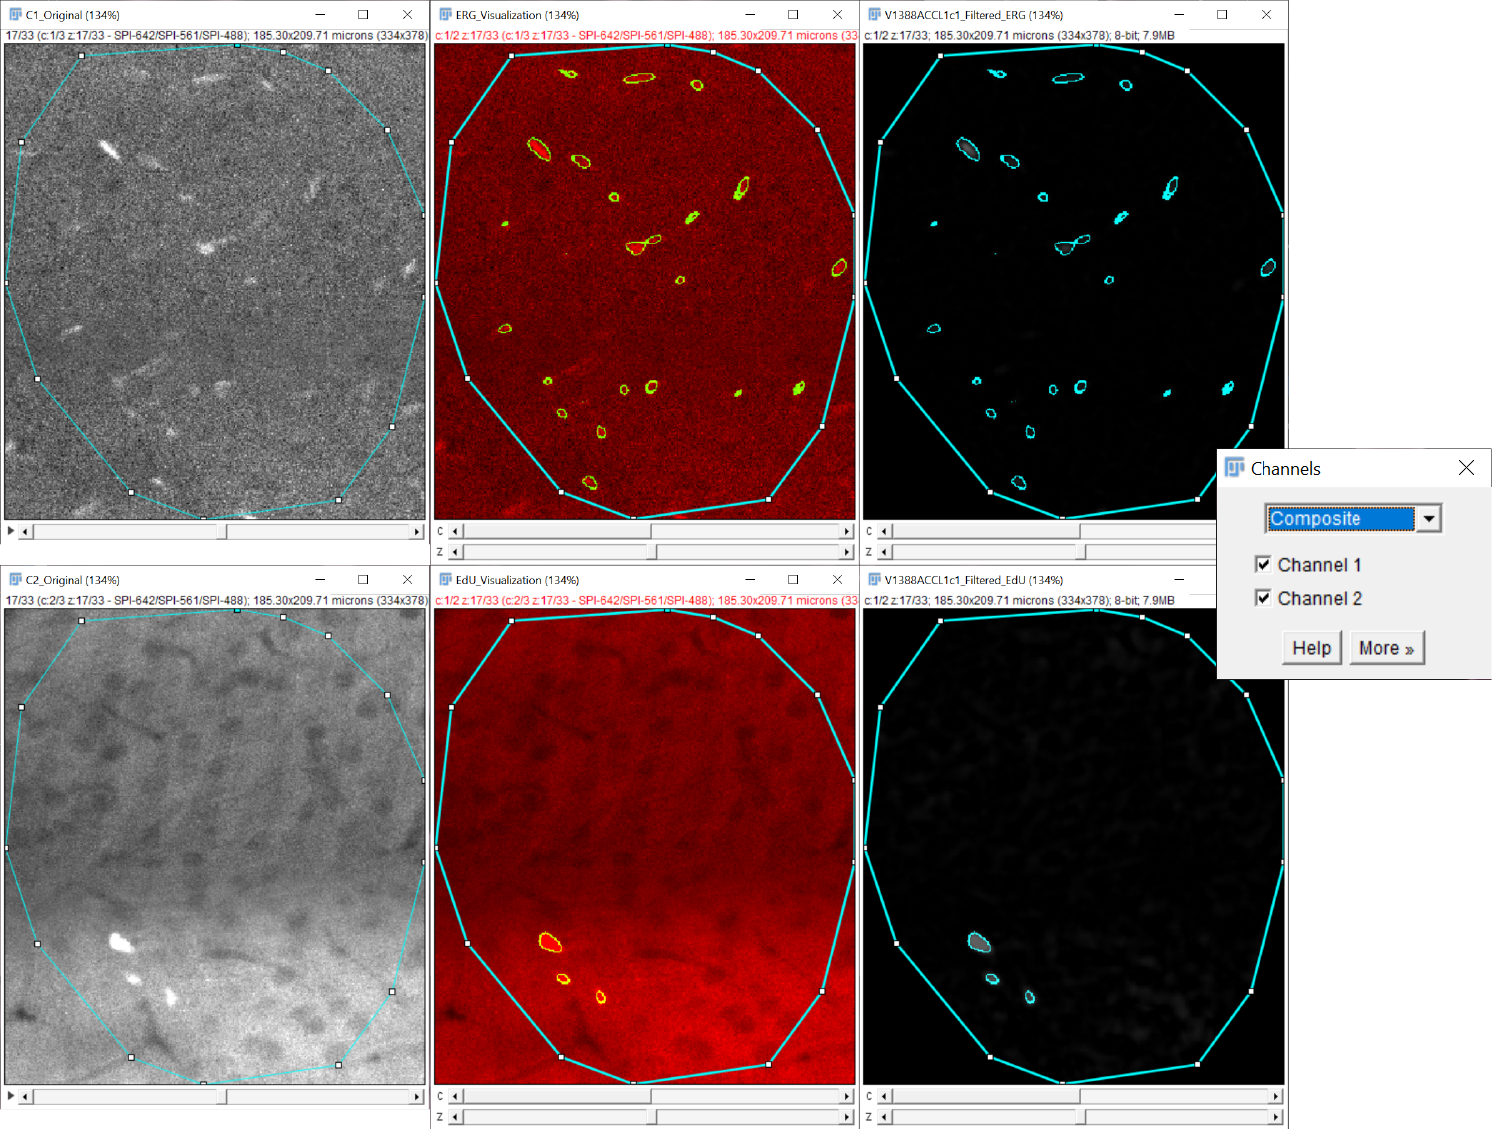 C1_Original (134%)
17/33 (c:1/3 z:17/33 - SPI-642/SPI-561/SPI-488); 185.30x209.71 microns (334x378)
ERG_Visualization (134%)
c:1/2 z:17/33 (c:1/3 z:17/33 - SPI-642/SPI-561/SPI-488); 185.30x209.71 microns (33
V1388ACCL1c1_Filtered_ERG (134%)
c:1/2 z:17/33; 185.30x209.71 microns (334x378); 8-bit; 7.9MB
c
z
c
z
Channels
Composite
Channel 1
Channel 2
Help
More »
C2_Original (134%)
17/33 (c:2/3 z:17/33 - SPI-642/SPI-561/SPI-488); 185.30x209.71 microns (334x378)
EdU_Visualization (134%)
c:1/2 z:17/33 (c:2/3 z:17/33 - SPI-642/SPI-561/SPI-488); 185.30x209.71 microns (33
V1388ACCL1c1_Filtered_EdU (134%)
c:1/2 z:17/33; 185.30x209.71 microns (334x378); 8-bit; 7.9MB
c
z
c
z